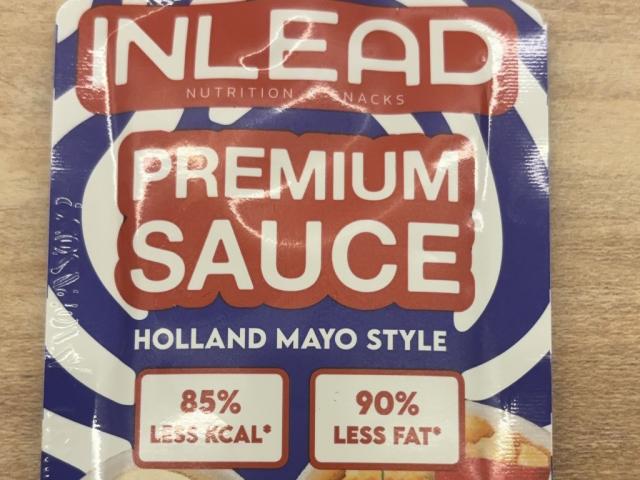 INLEAD
NUTRITION & SNACKS
PREMIUM
SAUCE
HOLLAND MAYO STYLE
85%
LESS KCAL*
90%
LESS FAT*